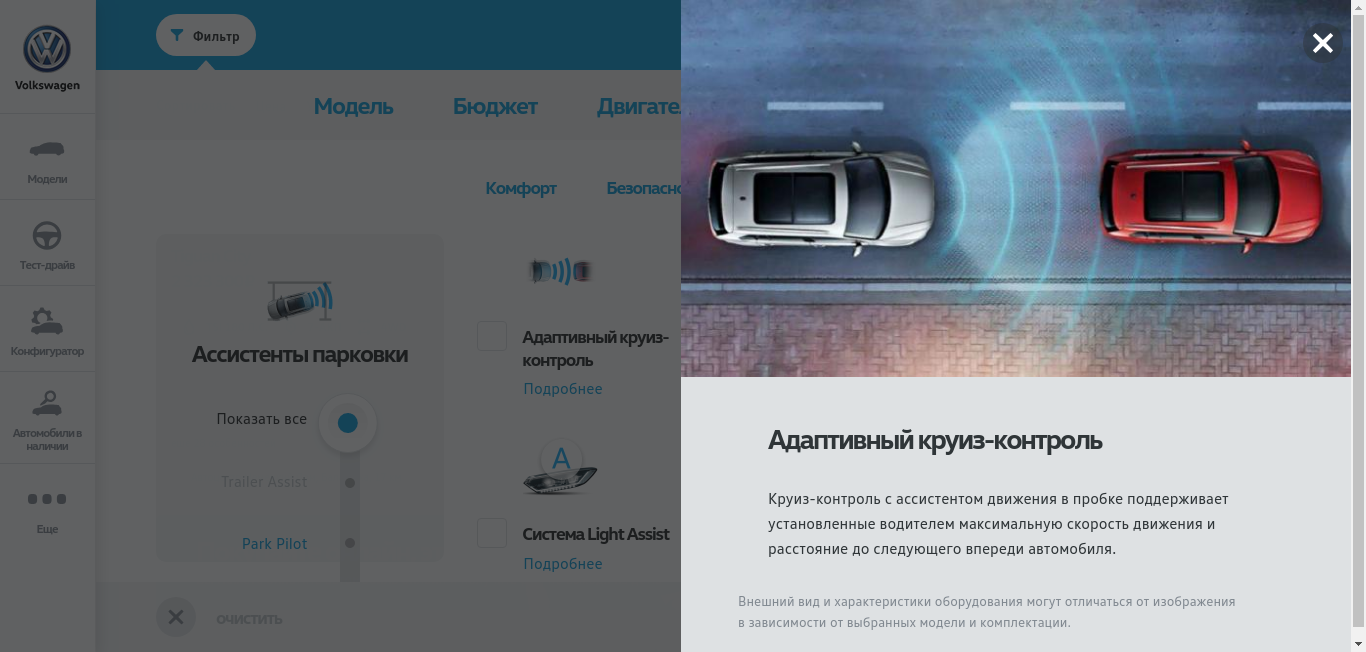 Volkswagen
Модели
Тест-драйв
Конфигуратор
Автомобили в
наличии
Еще
Фильтр
Модель Бюджет Двигате
Комфорт Безопасно
Ассистенты парковки
Показать все
Trailer Assist
Park Pilot
Адаптивный круиз-
контроль
Подробнее
A
Система Light Assist
Подробнее
ОЧИСТИТЬ
Адаптивный круиз-контроль
Круиз-контроль с ассистентом движения в пробке поддерживает
установленные водителем максимальную скорость движения и
расстояние до следующего впереди автомобиля.
Внешний вид и характеристики оборудования могут отличаться от изображения
в зависимости от выбранных модели и комплектации.